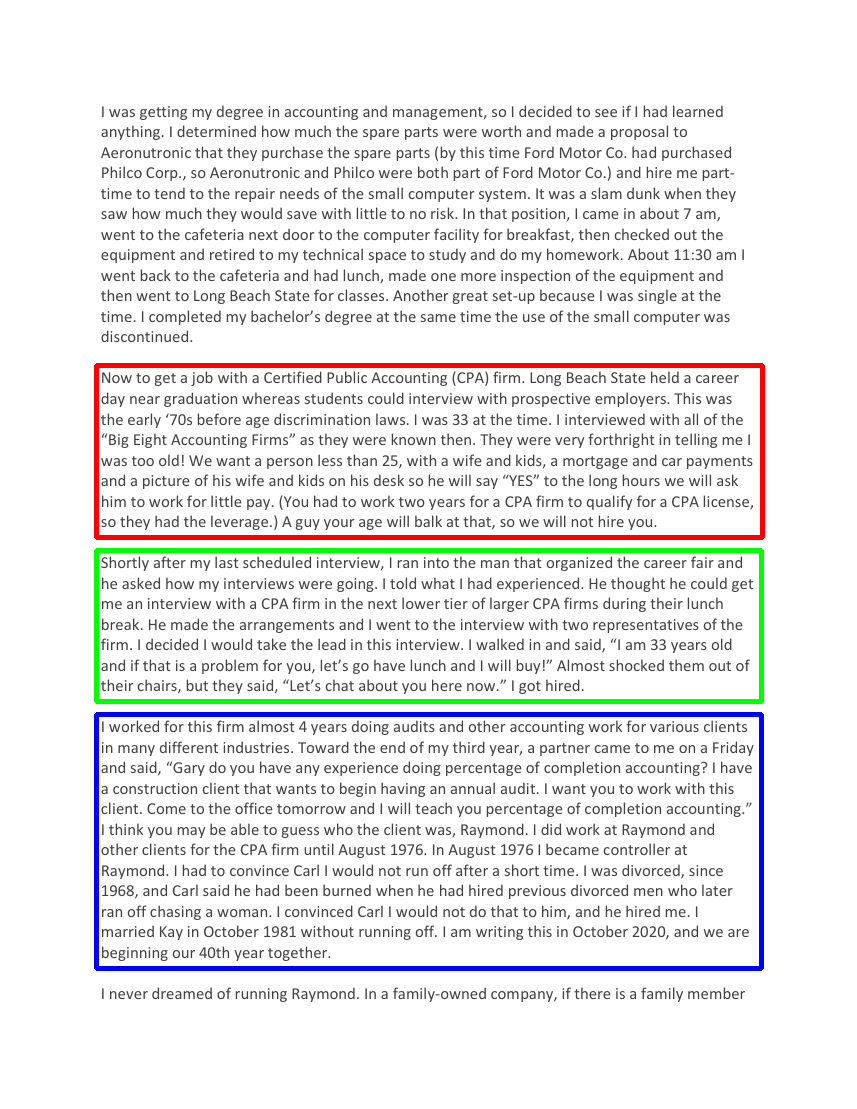 I was getting my degree in accounting and management, so I decided to see if I had learned
anything. I determined how much the spare parts were worth and made a proposal to
Aeronutronic that they purchase the spare parts (by this time Ford Motor Co. had purchased
Philco Corp., so Aeronutronic and Philco were both part of Ford Motor Co.) and hire me part-
time to tend to the repair needs of the small computer system. It was a slam dunk when they
saw how much they would save with little to no risk. In that position, I came in about 7 am,
went to the cafeteria next door to the computer facility for breakfast, then checked out the
equipment and retired to my technical space to study and do my homework. About 11:30 am I
went back to the cafeteria and had lunch, made one more inspection of the equipment and
then went to Long Beach State for classes. Another great set-up because I was single at the
time. I completed my bachelor’s degree at the same time the use of the small computer was
discontinued.
Now to get a job with a Certified Public Accounting (CPA) firm. Long Beach State held a career
day near graduation whereas students could interview with prospective employers. This was
the early ‘70s before age discrimination laws. I was 33 at the time. I interviewed with all of the
“Big Eight Accounting Firms” as they were known then. They were very forthright in telling me I
was too old! We want a person less than 25, with a wife and kids, a mortgage and car payments
and a picture of his wife and kids on his desk so he will say “YES” to the long hours we will ask
him to work for little pay. (You had to work two years for a CPA firm to qualify for a CPA license,
so they had the leverage.) A guy your age will balk at that, so we will not hire you.
Shortly after my last scheduled interview, I ran into the man that organized the career fair and
he asked how my interviews were going. I told what I had experienced. He thought he could get
me an interview with a CPA firm in the next lower tier of larger CPA firms during their lunch
break. He made the arrangements and I went to the interview with two representatives of the
firm. I decided I would take the lead in this interview. I walked in and said, “I am 33 years old
and if that is a problem for you, let’s go have lunch and I will buy!” Almost shocked them out of
their chairs, but they said, “Let’s chat about you here now.” I got hired.
I worked for this firm almost 4 years doing audits and other accounting work for various clients
in many different industries. Toward the end of my third year, a partner came to me on a Friday
and said, “Gary do you have any experience doing percentage of completion accounting? I have
a construction client that wants to begin having an annual audit. I want you to work with this
client. Come to the office tomorrow and I will teach you percentage of completion accounting.”
I think you may be able to guess who the client was, Raymond. I did work at Raymond and
other clients for the CPA firm until August 1976. In August 1976 I became controller at
Raymond. I had to convince Carl I would not run off after a short time. I was divorced, since
1968, and Carl said he had been burned when he had hired previous divorced men who later
ran off chasing a woman. I convinced Carl I would not do that to him, and he hired me. I
married Kay in October 1981 without running off. I am writing this in October 2020, and we are
beginning our 40th year together.
I never dreamed of running Raymond. In a family-owned company, if there is a family member